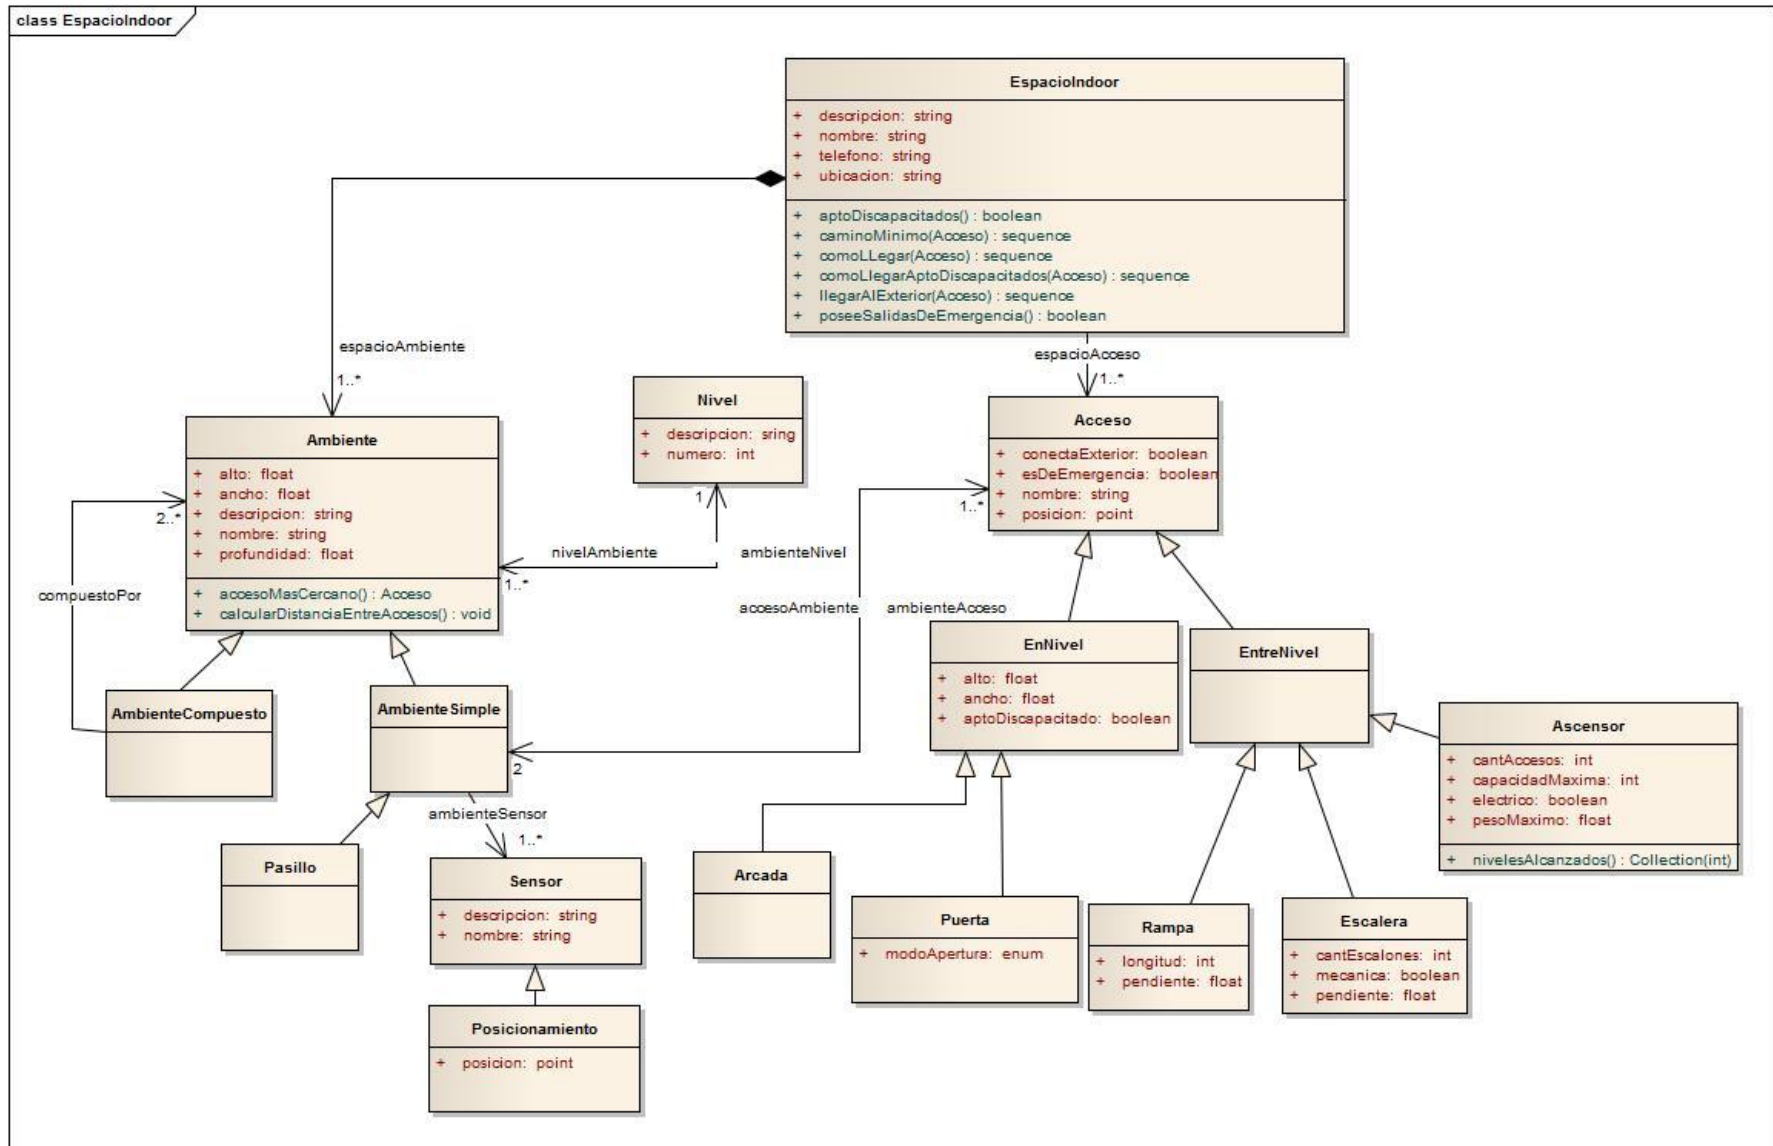 class EspacioIndoor
EspacioIndoor
+ descripcion: string
+ nombre: string
+ telefono: string
+ ubicacion: string
+ aptoDiscapacitados() : boolean
+ caminoMinimo(Acceso) : sequence
+ comoLLegar(Acceso) : sequence
+ comoLlegarAptoDiscapacitados(Acceso) : sequence
+ llegarAlExterior(Acceso) : sequence
+ poseeSalidasDeEmergencia() : boolean
espacioAmbiente
1..*
espacioAcceso
1..*
Nivel
+ descripcion: sring
+ numero: int
1
Ambiente
+ alto: float
+ ancho: float
+ descripcion: string
+ nombre: string
+ profundidad: float
+ accesoMasCercano() : Acceso
+ calcularDistanciaEntreAccesos() : void
2..*
compuestoPor
nivelAmbiente
ambienteNivel
1..*
Acceso
+ conectaExterior: boolean
+ esDeEmergencia: boolean
+ nombre: string
+ posicion: point
1..*
accesoAmbiente
ambienteAcceso
EnNivel
+ alto: float
+ ancho: float
+ aptoDiscapacitado: boolean
EntreNivel
AmbienteCompuesto
AmbienteSimple
2
Ascensor
+ cantAccesos: int
+ capacidadMaxima: int
+ electrico: boolean
+ pesoMaximo: float
+ nivelesAlcanzados() : Collection(int)
ambienteSensor
1..*
Pasillo
Sensor
+ descripcion: string
+ nombre: string
Arcada
Puerta
+ modoApertura: enum
Rampa
+ longitud: int
+ pendiente: float
Escalera
+ cantEscalones: int
+ mecanica: boolean
+ pendiente: float
Posicionamiento
+ posicion: point